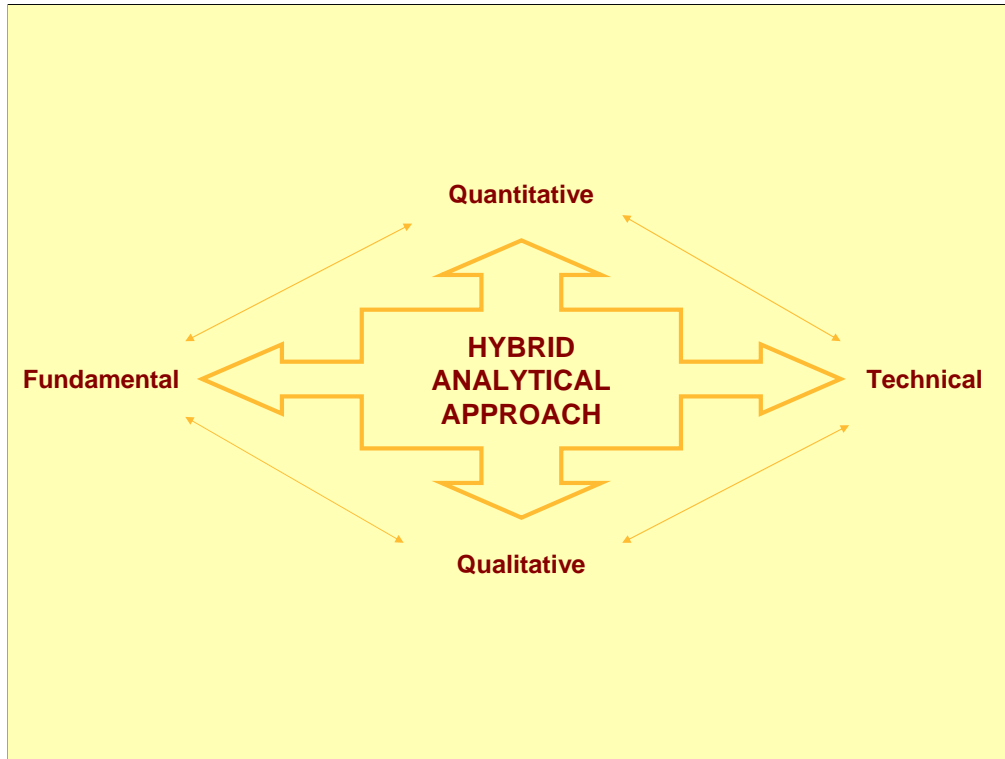 Quantitative
HYBRID
ANALYTICAL
APPROACH
Fundamental
Technical
Qualitative